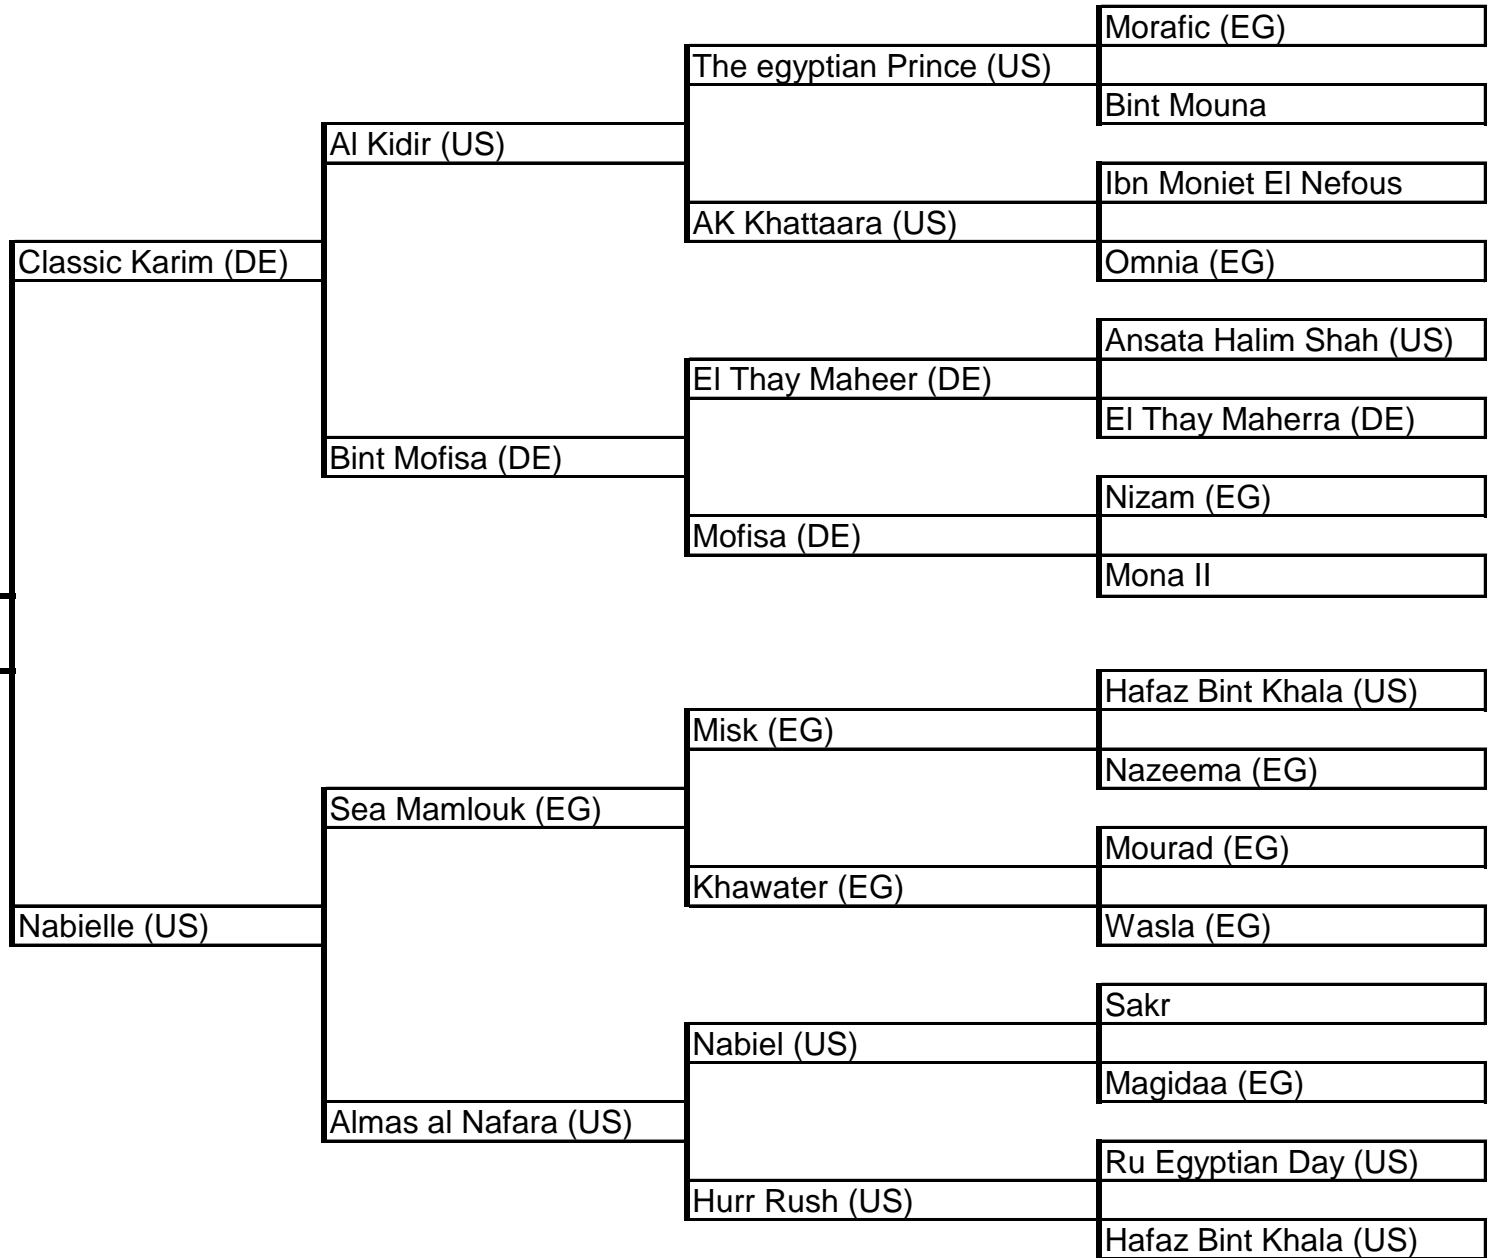 Morafic (EG)
The egyptian Prince (US)
Bint Mouna
Al Kidir (US)
Ibn Moniet El Nefous
AK Khattaara (US)
Classic Karim (DE)
Omnia (EG)
Ansata Halim Shah (US)
El Thay Maheer (DE)
El Thay Maherra (DE)
Bint Mofisa (DE)
Nizam (EG)
Mofisa (DE)
Mona II
Hafaz Bint Khala (US)
Misk (EG)
Nazeema (EG)
Sea Mamlouk (EG)
Mourad (EG)
Khawater (EG)
Nabielle (US)
Wasla (EG)
Sakr
Nabiel (US)
Magidaa (EG)
Almas al Nafara (US)
Ru Egyptian Day (US)
Hurr Rush (US)
Hafaz Bint Khala (US)